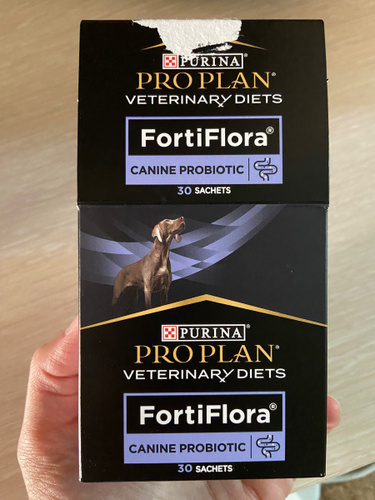 PURINA
PRO PLAN®
VETERINARY DIETS
FortiFlora®
CANINE PROBIOTIC
30 SACHETS
PURINA
PRO PLAN®
VETERINARY DIETS
FortiFlora®
CANINE PROBIOTIC
30 SACHETS